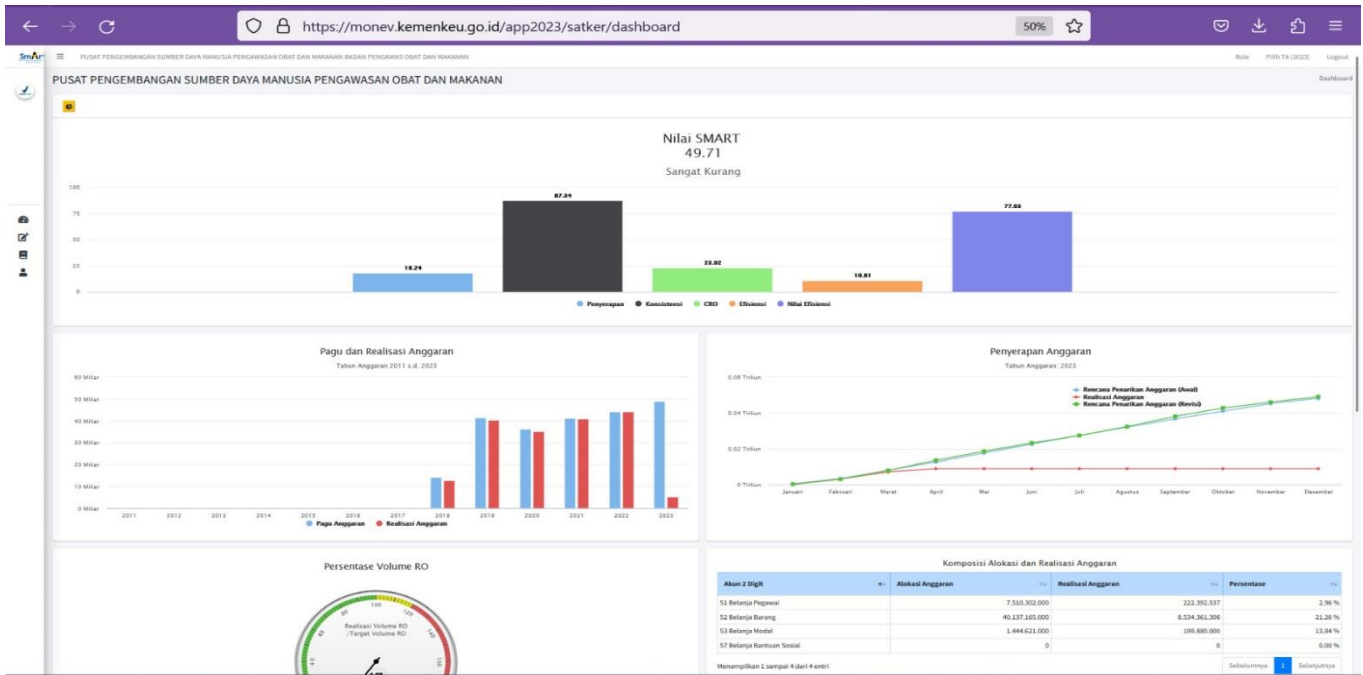 https://monev.kemenkeu.go.id/app2023/satker/dashboard
50%
SmArt
PUSAT PENGEMBANGAN SUMBER DAYA MANUSIA PENGAWASAN OBAT DAN MAKANAN BADAN PENGAWAS OBAT DAN MAKANAN
Role
Pilih TA (2023)
Logout
PUSAT PENGEMBANGAN SUMBER DAYA MANUSIA PENGAWASAN OBAT DAN MAKANAN
Dashboard
Nilai SMART
49.71
Sangat Kurang
100
75
50
25
0
18.24
87.04
23.02
10.81
77.03
Penyerapan
Konsistensi
CRO
Efisiensi
Nilai Efisiensi
Pagu dan Realisasi Anggaran
Tahun Anggaran 2011 s.d. 2023
60 Miliar
50 Miliar
40 Miliar
30 Miliar
20 Miliar
10 Miliar
0 Miliar
2011 2012 2013 2014 2015 2016 2017 2018 2019 2020 2021 2022 2023
Pagu Anggaran
Realisasi Anggaran
Penyerapan Anggaran
Tahun Anggaran: 2023
0.06 Triliun
0.04 Triliun
0.02 Triliun
0 Triliun
Rencana Penarikan Anggaran (Awal)
Realisasi Anggaran
Rencana Penarikan Anggaran (Revisi)
Januari Februari Maret April Mei Juni Juli Agustus September Oktober November Desember
Persentase Volume RO
40
60
80
100
120
140
160
Realisasi Volume RO
/Target Volume RO
Komposisi Alokasi dan Realisasi Anggaran
Akun 2 Digit Alokasi Anggaran Realisasi Anggaran Persentase
51 Belanja Pegawai 7.510.302.000 222.392.537 2.96 %
52 Belanja Barang 40.137.165.000 8.534.361.306 21.26 %
53 Belanja Modal 1.444.621.000 199.880.000 13.84 %
57 Belanja Bantuan Sosial 0 0 0.00 %
Menampilkan 1 sampai 4 dari 4 entri
Sebelumnya 1 Selanjutnya